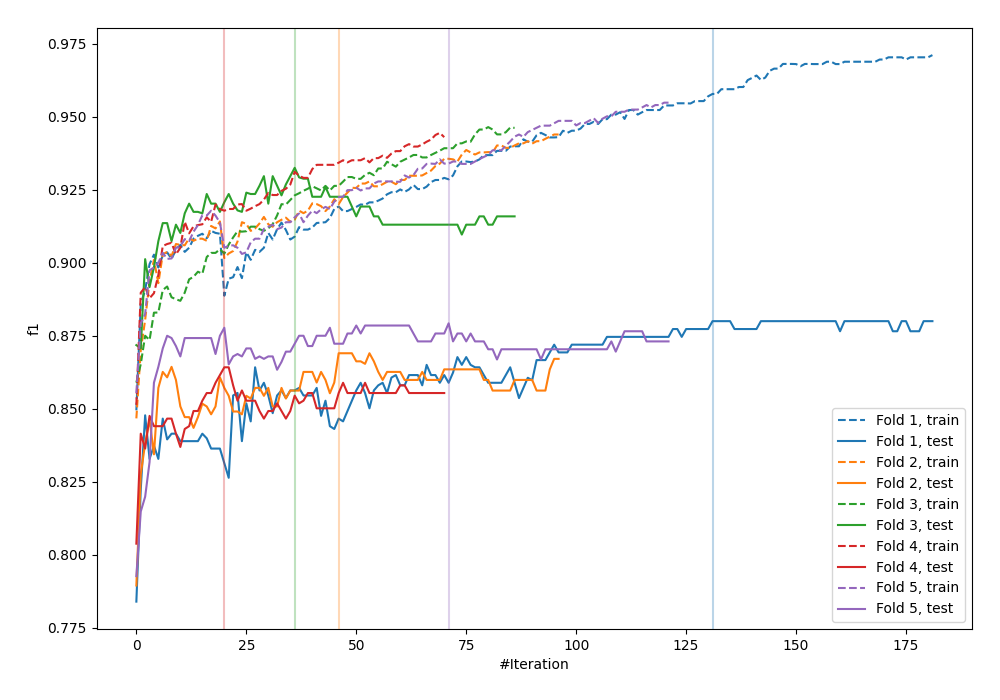 0.975
0.950
0.925
0.900
0.875
0.850
0.825
0.800
0.775
f1
0
25
50
75
100
125
150
175
#Iteration
Fold 1, train
Fold 1, test
Fold 2, train
Fold 2, test
Fold 3, train
Fold 3, test
Fold 4, train
Fold 4, test
Fold 5, train
Fold 5, test